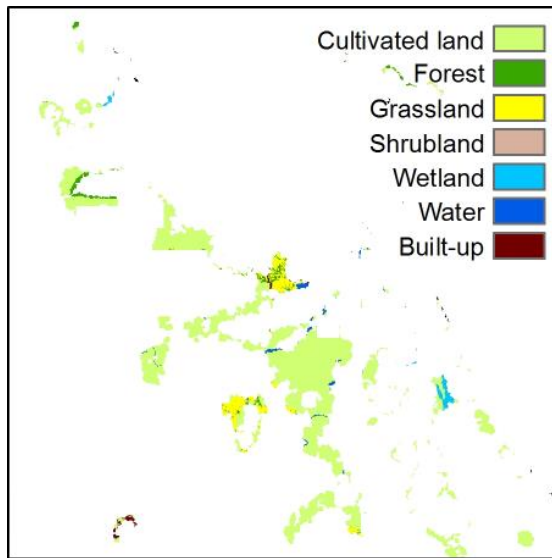 Cultivated land
Forest
Grassland
Shrubland
Wetland
Water
Built-up